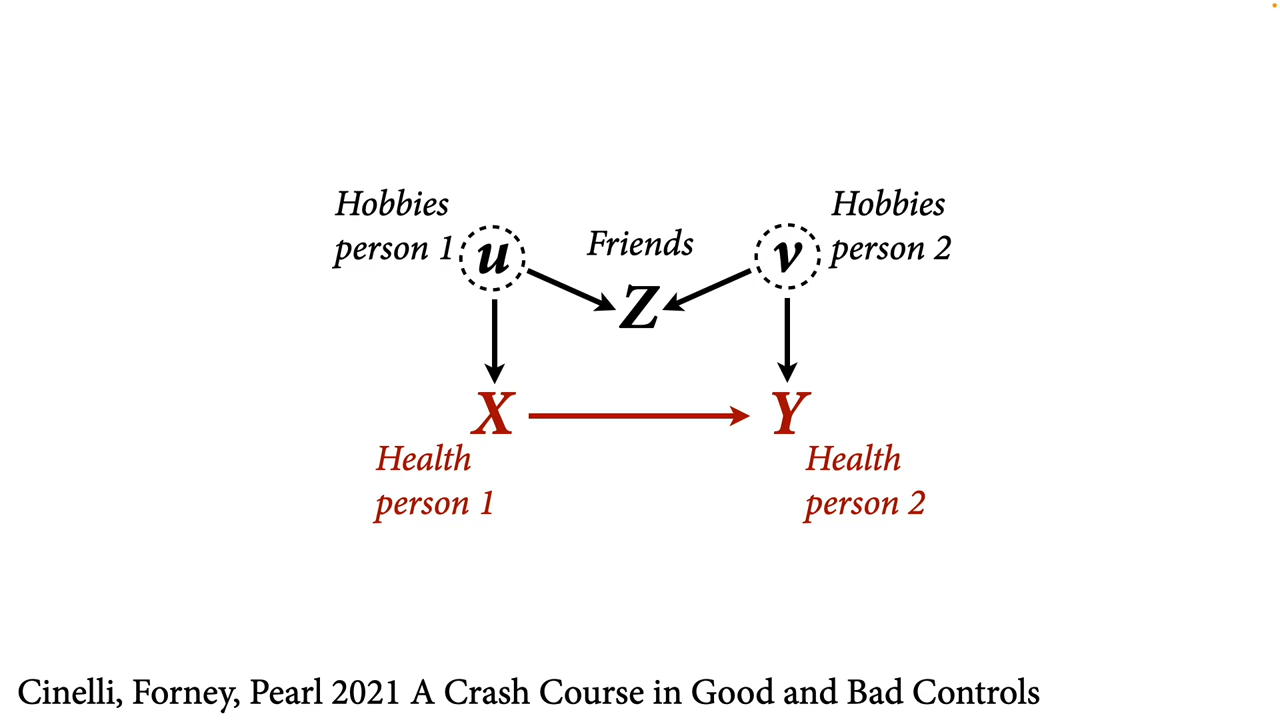 Hobbies
person 1
u
Friends
Z
v
Hobbies
person 2
X
Y
Health
person 1
Health
person 2
Cinelli, Forney, Pearl 2021 A Crash Course in Good and Bad Controls